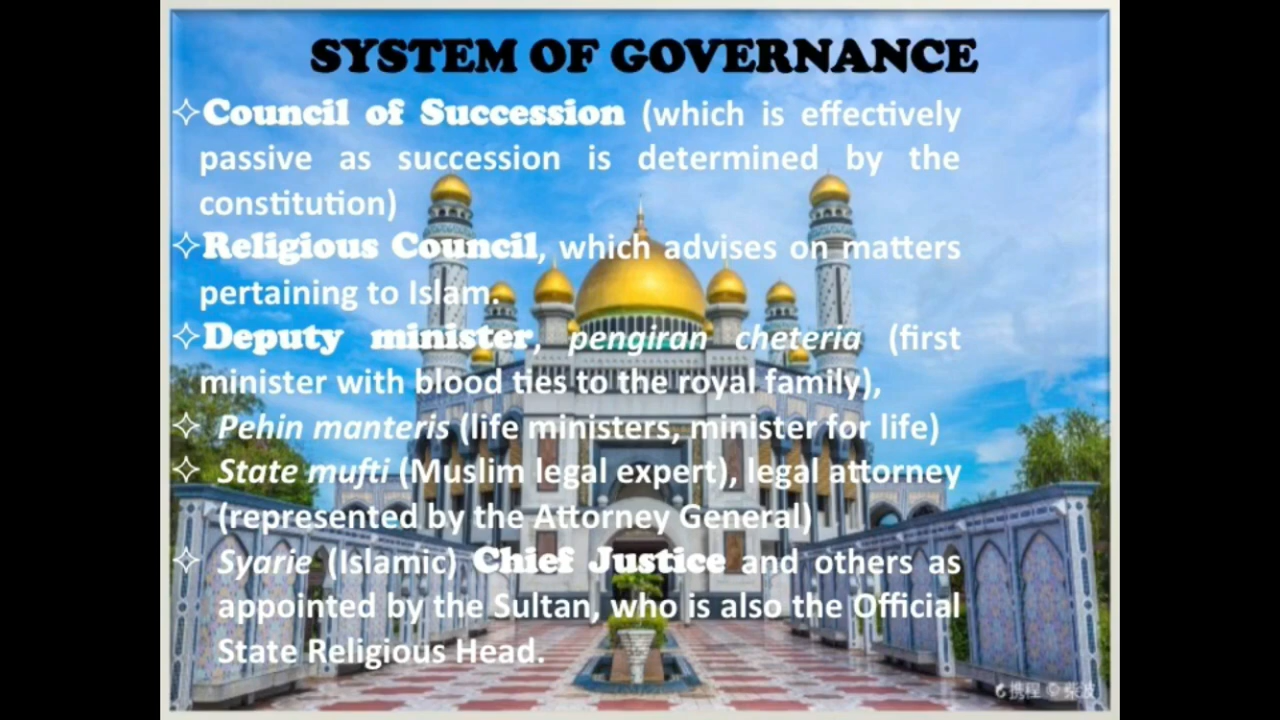 SYSTEM OF GOVERNANCE
✧Council of Succession (which is effectively
passive as succession is determined by the
constitution)
✧Religious Council, which advises on matters
pertaining to Islam.
✧Deputy minister, pengiran cheteria (first
minister with blood ties to the royal family),
✧ Pehin manteris (life ministers, minister for life)
✧ State mufti (Muslim legal expert), legal attorney
(represented by the Attorney General)
✧ Syarie (Islamic) Chief Justice and others as
appointed by the Sultan, who is also the Official
State Religious Head.
携程 ©